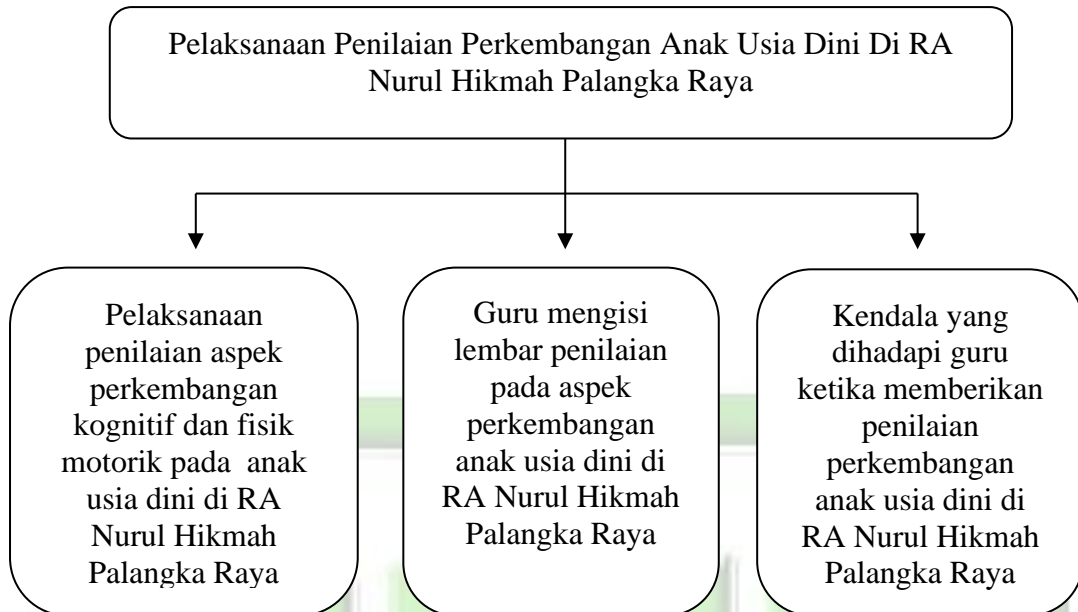 Pelaksanaan Penilaian Perkembangan Anak Usia Dini Di RA
Nurul Hikmah Palangka Raya
Pelaksanaan
penilaian aspek
perkembangan
kognitif dan fisik
motorik pada anak
usia dini di RA
Nurul Hikmah
Palangka Raya
Guru mengisi
lembar penilaian
pada aspek
perkembangan
anak usia dini di
RA Nurul Hikmah
Palangka Raya
Kendala yang
dihadapi guru
ketika memberikan
penilaian
perkembangan
anak usia dini di
RA Nurul Hikmah
Palangka Raya